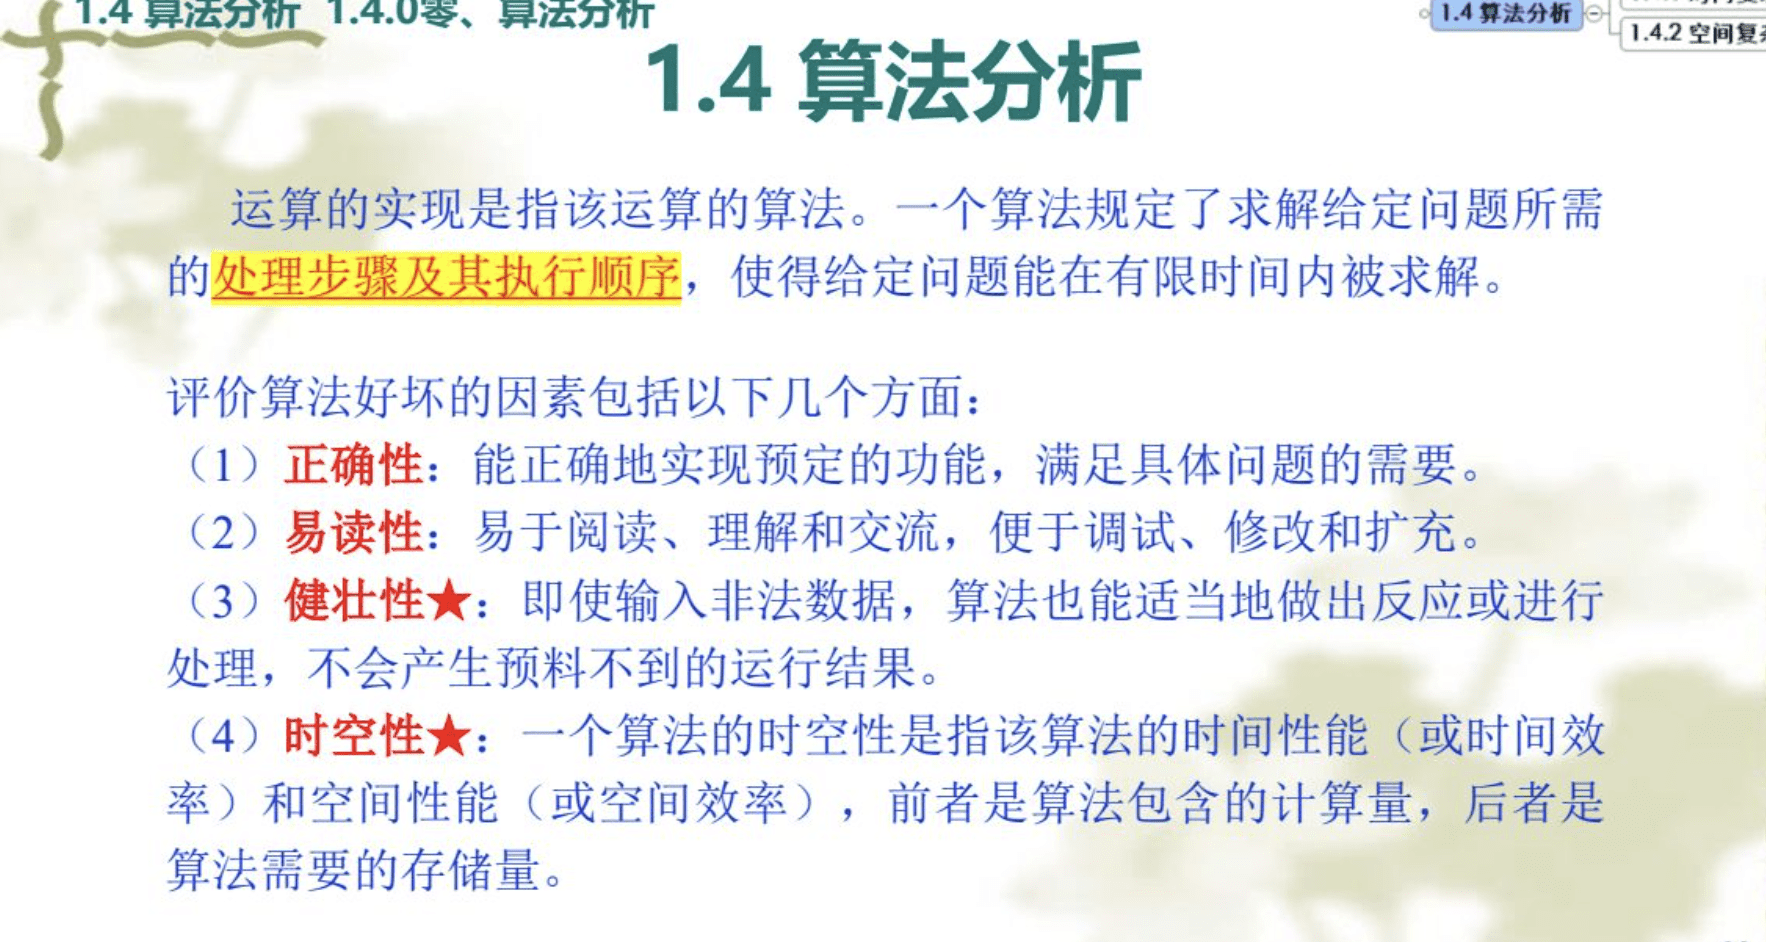 1.4 算法分析 1.4.0零、算法分析
1.4 算法分析
1.4.2 空间复
1.4 算法分析
运算的实现是指该运算的算法。一个算法规定了求解给定问题所需
的处理步骤及其执行顺序，使得给定问题能在有限时间内被求解。
评价算法好坏的因素包括以下几个方面：
（1）正确性：能正确地实现预定的功能，满足具体问题的需要。
（2）易读性：易于阅读、理解和交流，便于调试、修改和扩充。
（3）健壮性★：即使输入非法数据，算法也能适当地做出反应或进行
处理，不会产生预料不到的运行结果。
（4）时空性★：一个算法的时空性是指该算法的时间性能（或时间效
率）和空间性能（或空间效率），前者是算法包含的计算量，后者是
算法需要的存储量。